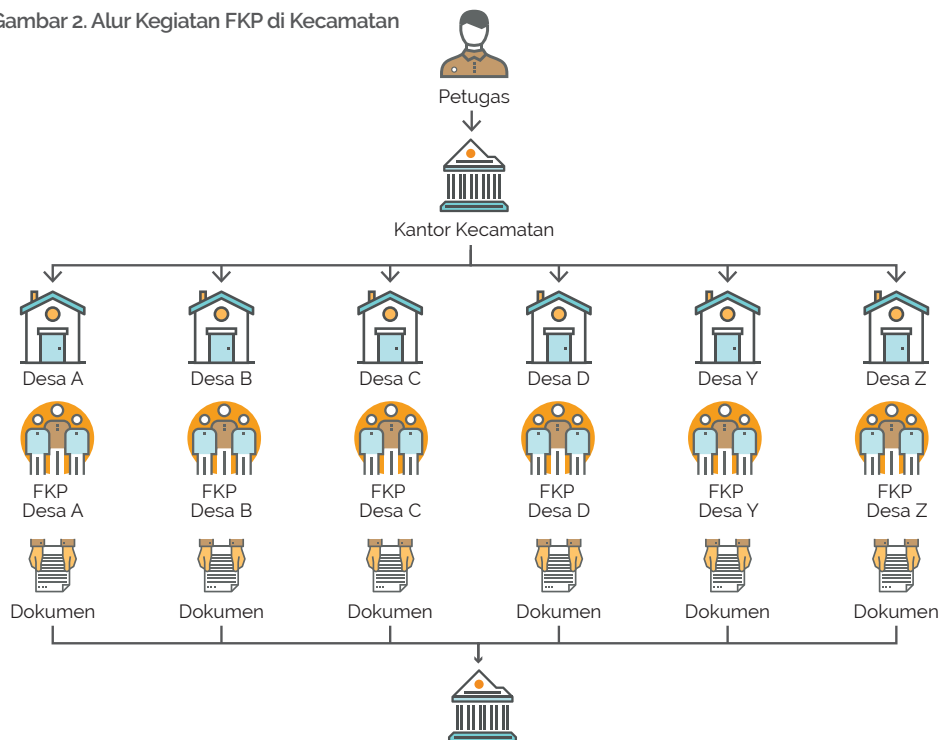 Gambar 2. Alur Kegiatan FKP di Kecamatan
Petugas
Kantor Kecamatan
Desa A Desa B Desa C Desa D Desa Y Desa Z
FKP FKP FKP FKP FKP FKP
Desa A Desa B Desa C Desa D Desa Y Desa Z
Dokumen Dokumen Dokumen Dokumen Dokumen Dokumen